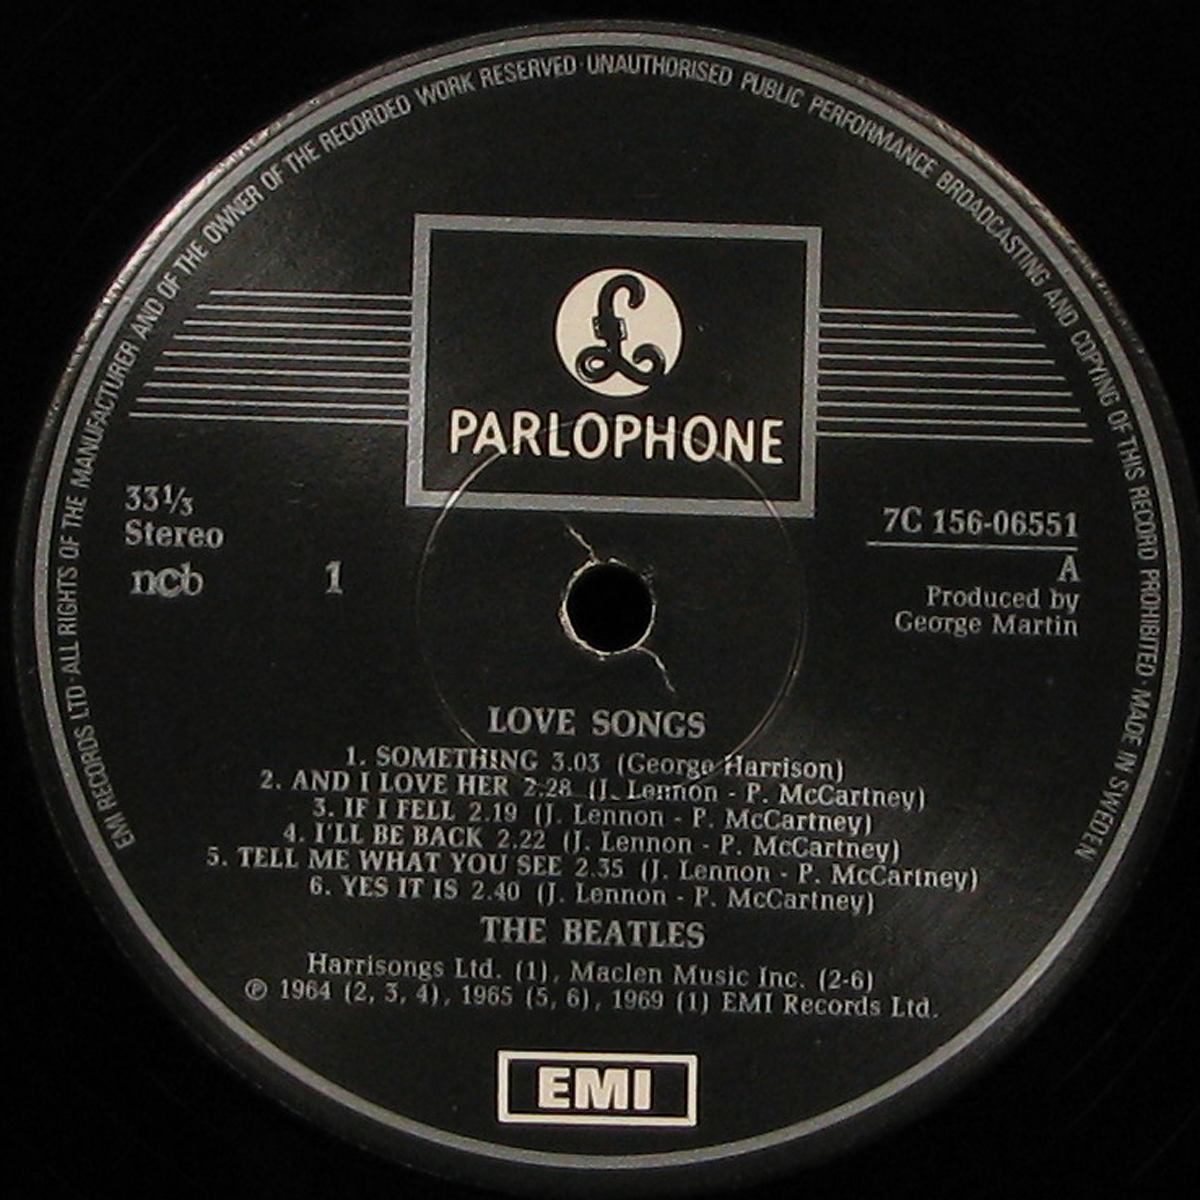 EMI RECORDS LTD · ALL RIGHTS OF THE MANUFACTURER AND OF THE OWNER OF THE RECORDED WORK RESERVED · UNAUTHORISED PUBLIC PERFORMANCE BROADCASTING AND COPYING OF THIS RECORD PROHIBITED · MADE IN SWEDEN
£
PARLOPHONE
33⅓
Stereo
ncb
1
7C 156-06551
A
Produced by
George Martin
LOVE SONGS
1. SOMETHING 3.03 (George Harrison)
2. AND I LOVE HER 2.28 (J. Lennon - P. McCartney)
3. IF I FELL 2.19 (J. Lennon - P. McCartney)
4. I'LL BE BACK 2.22 (J. Lennon - P. McCartney)
5. TELL ME WHAT YOU SEE 2.35 (J. Lennon - P. McCartney)
6. YES IT IS 2.40 (J. Lennon - P. McCartney)
THE BEATLES
Harrisongs Ltd. (1), Maclen Music Inc. (2-6)
℗ 1964 (2, 3, 4), 1965 (5, 6), 1969 (1) EMI Records Ltd.
EMI